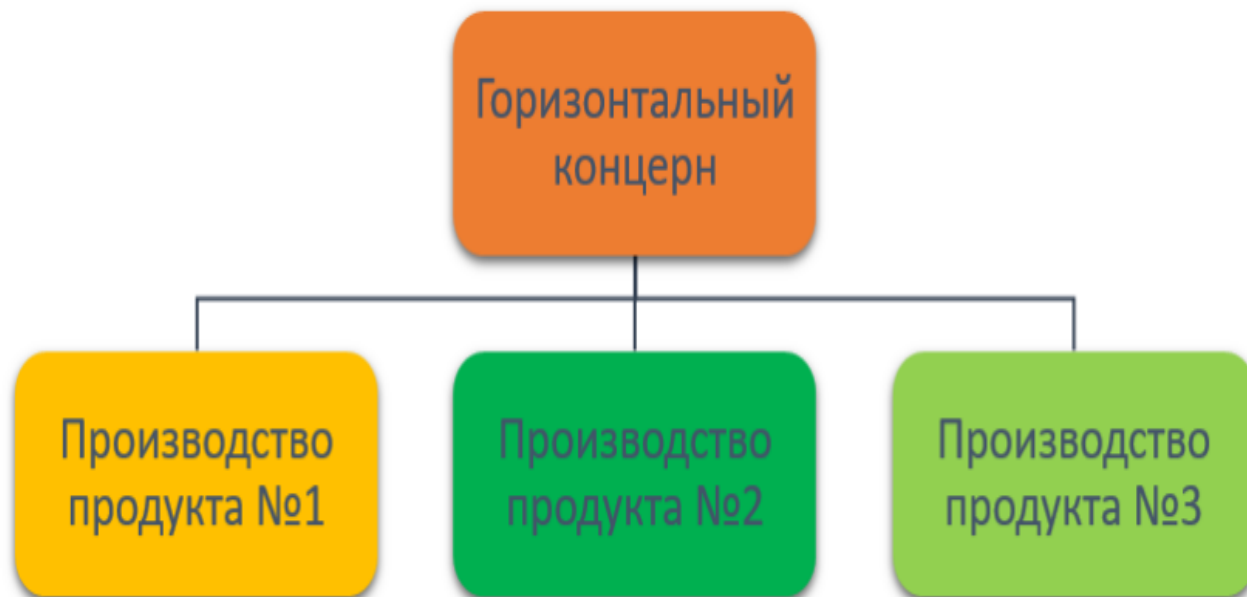 Горизонтальный
концерн
Производство
продукта №1
Производство
продукта №2
Производство
продукта №3